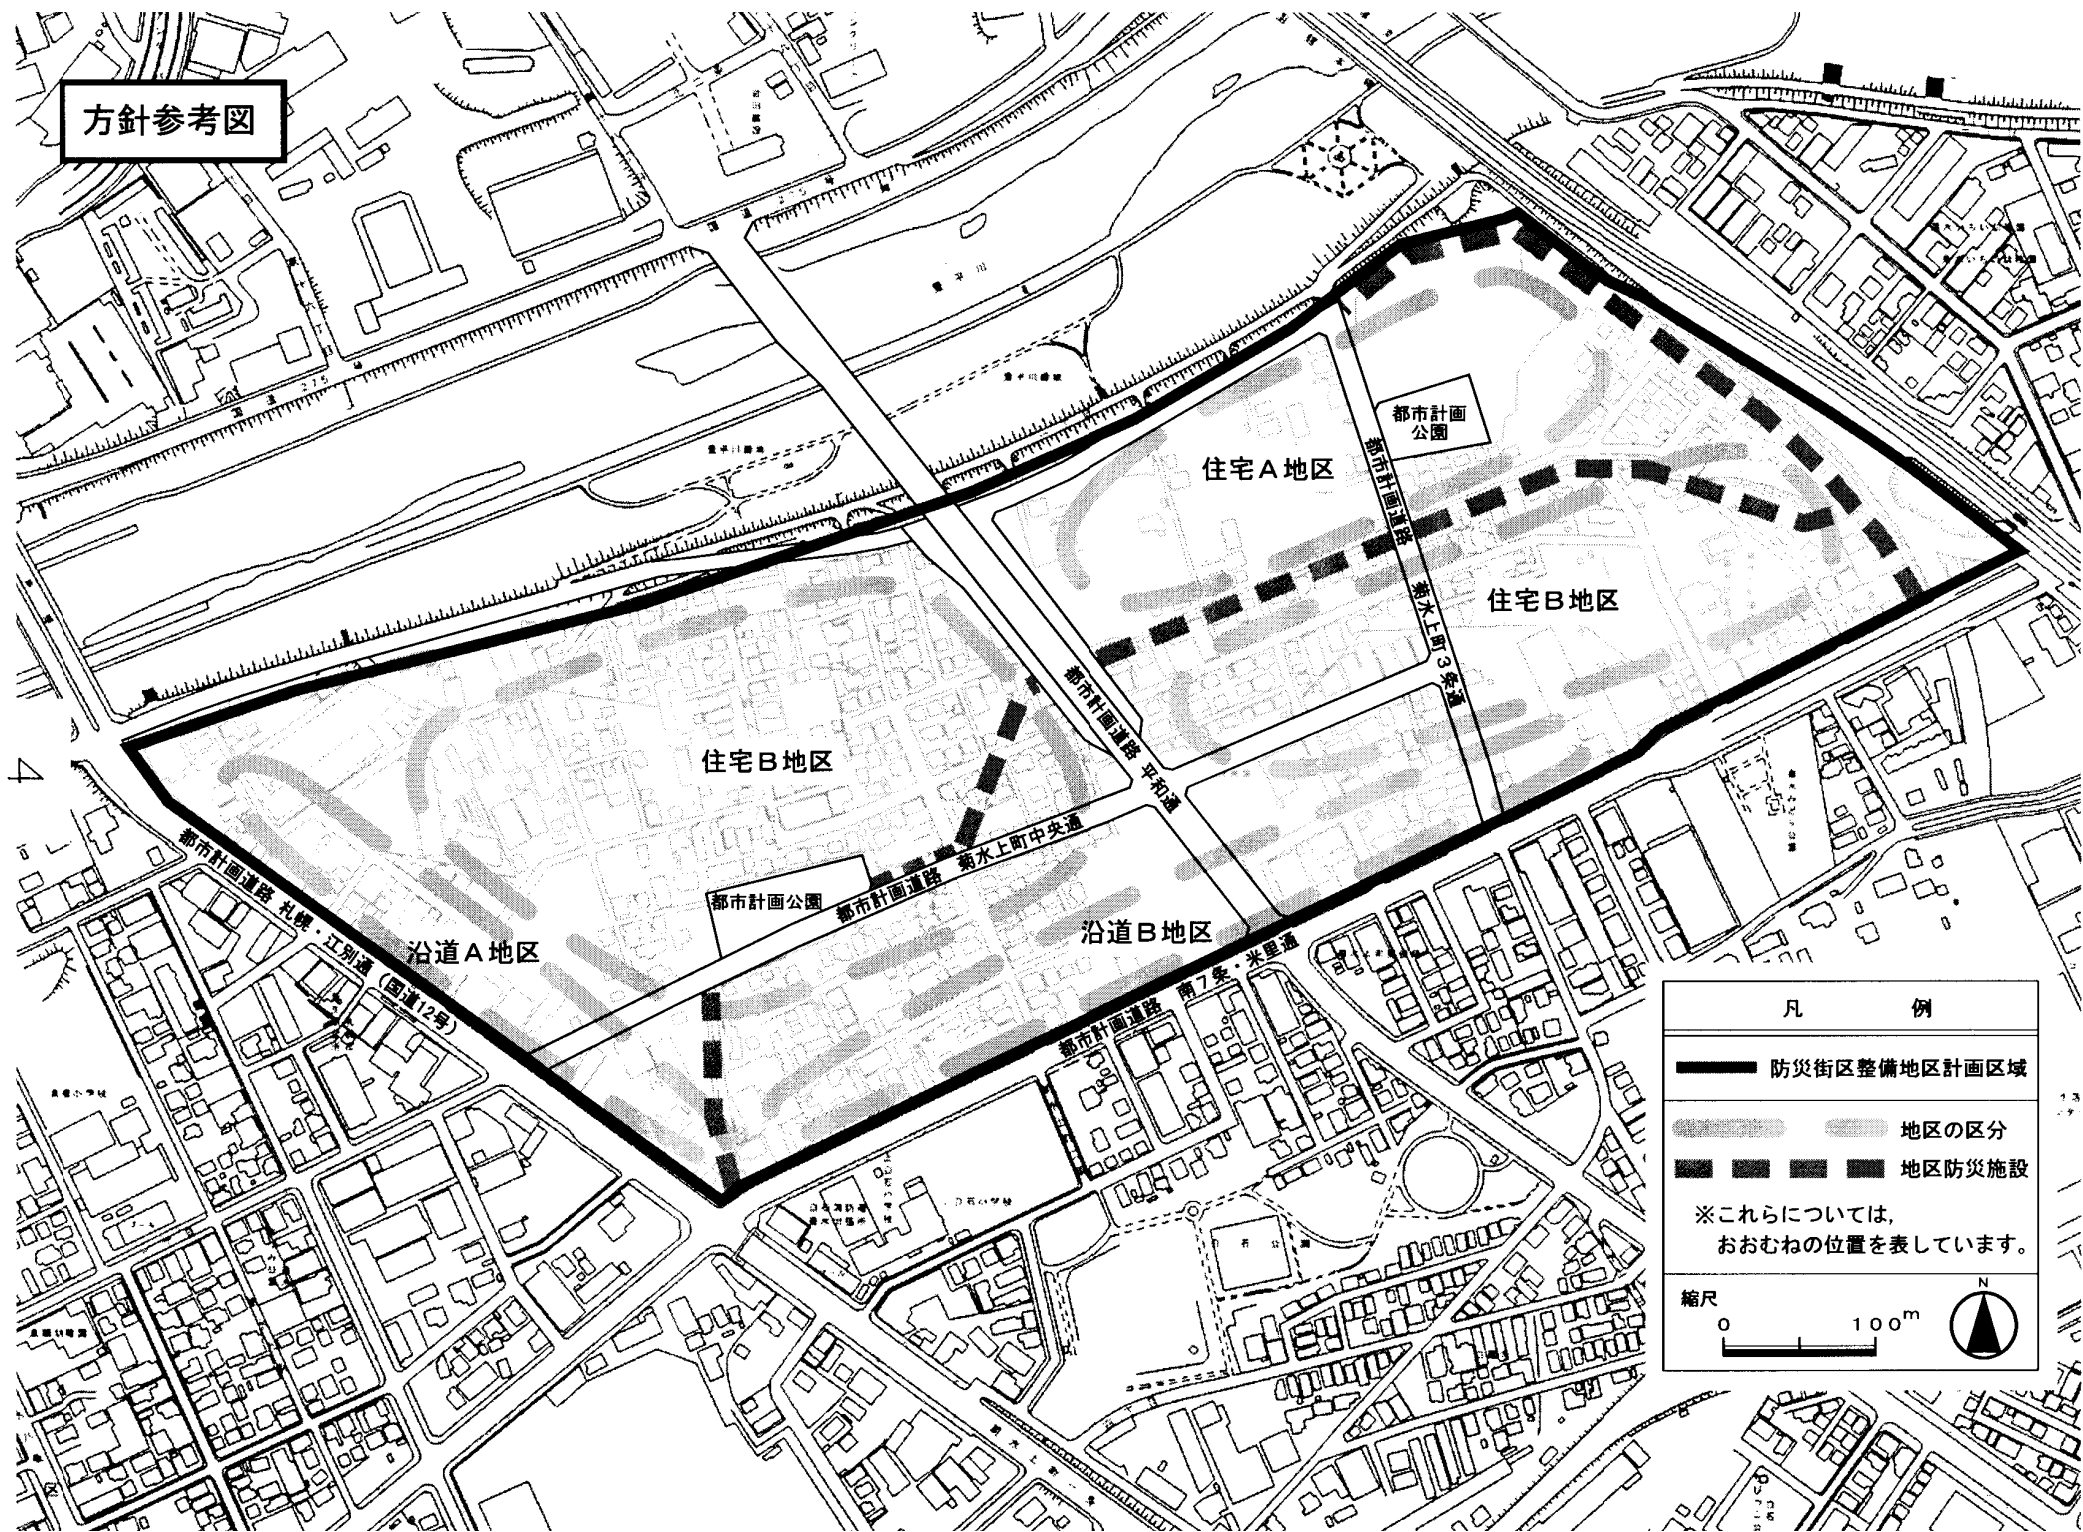 方針参考図
275
都市計画
公園
住宅A地区
都市計画道路 菊水上町3条通
住宅B地区
都市計画道路 平和通
住宅B地区
都市計画道路 菊水上町中央通
都市計画公園
都市計画道路 札幌・江別通(国道12号)
沿道A地区
沿道B地区
都市計画道路 南7条・米里通
凡 例
防災街区整備地区計画区域
地区の区分
地区防災施設
※これらについては,
おおむねの位置を表しています。
縮尺
0 100m
N